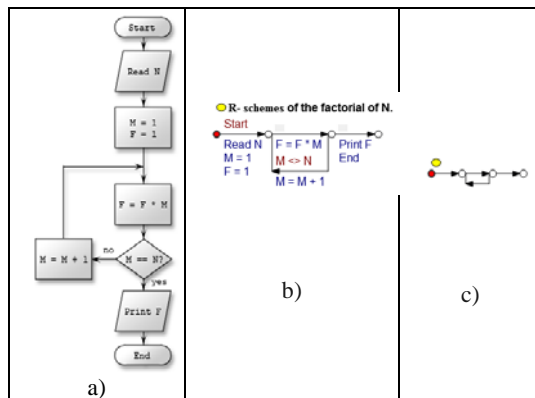 Start
Read N
M = 1
F = 1
F = F * M
no
M = M + 1
M == N?
yes
Print F
End
a)
R- schemes of the factorial of N.
Start
Read N
M = 1
F = 1
F = F * M
M <> N
M = M + 1
Print F
End
b)
c)